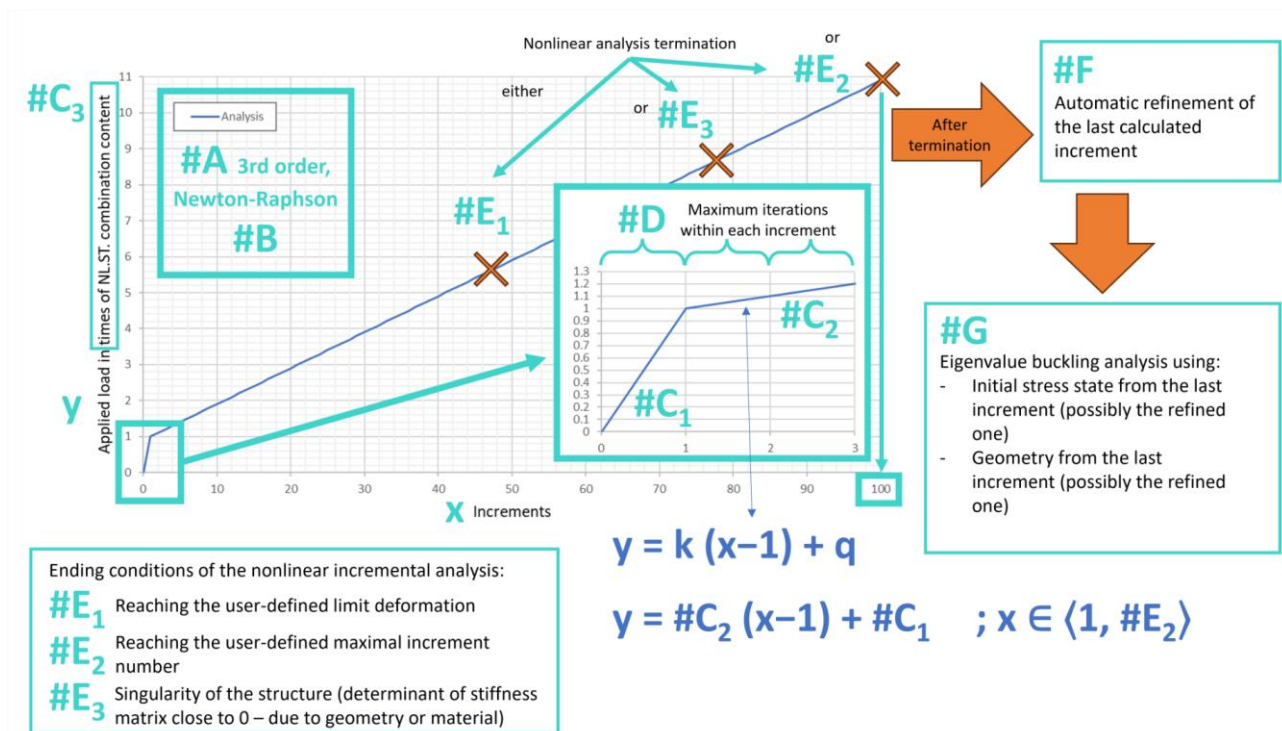 Nonlinear analysis termination
or
#E2
either
or
#E3
#E1
#C3
Applied load in times of NL.ST. combination content
y
11
10
9
8
7
6
5
4
3
2
1
0
Analysis
#A 3rd order,
Newton-Raphson
#B
#D
Maximum iterations
within each increment
1.3
1.2
1.1
1
0.9
0.8
0.7
0.6
0.5
0.4
0.3
0.2
0.1
0
#C1
#C2
0 1 2 3
0 10 20 30 40 50 60 70 80 90 100
x Increments
After
termination
#F
Automatic refinement of
the last calculated
increment
#G
Eigenvalue buckling analysis using:
- Initial stress state from the last
increment (possibly the refined
one)
- Geometry from the last
increment (possibly the refined
one)
y = k (x−1) + q
y = #C2 (x−1) + #C1 ; x ∈ ⟨1, #E2⟩
Ending conditions of the nonlinear incremental analysis:
#E1 Reaching the user-defined limit deformation
#E2 Reaching the user-defined maximal increment
number
#E3 Singularity of the structure (determinant of stiffness
matrix close to 0 – due to geometry or material)